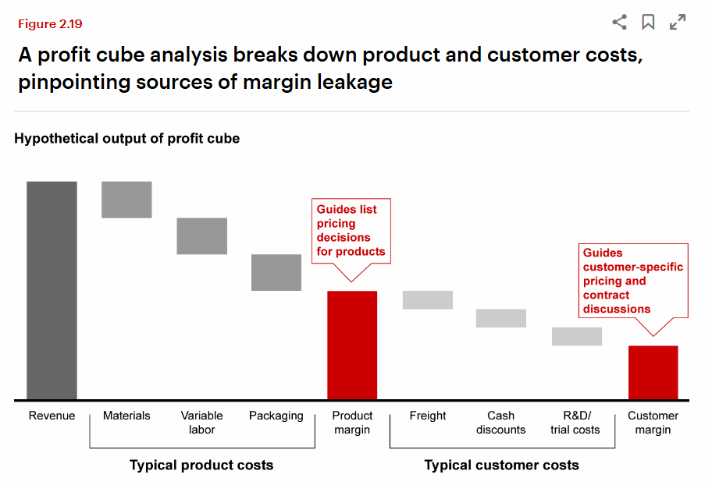 Figure 2.19
A profit cube analysis breaks down product and customer costs,
pinpointing sources of margin leakage
Hypothetical output of profit cube
Guides list
pricing
decisions
for products
Guides
customer-specific
pricing and
contract
discussions
Revenue
Materials
Variable
labor
Packaging
Product
margin
Freight
Cash
discounts
R&D/
trial costs
Customer
margin
Typical product costs
Typical customer costs